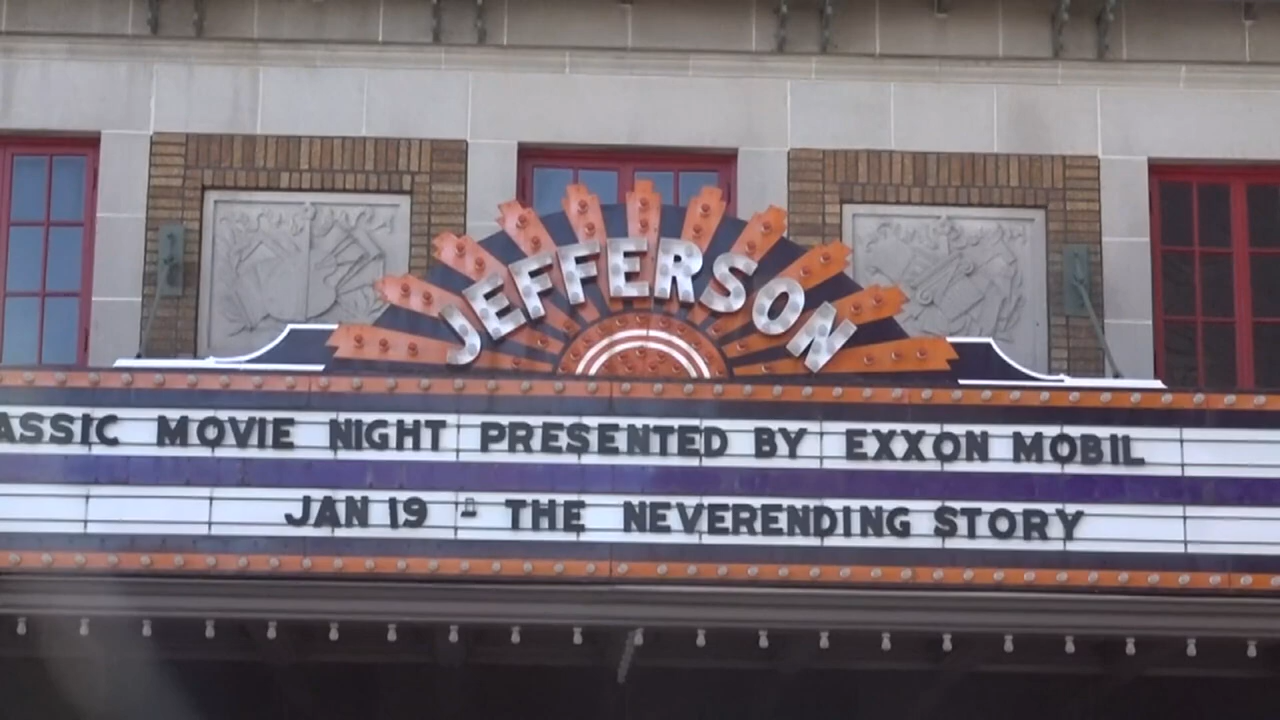 JEFFERSON
ASSIC MOVIE NIGHT PRESENTED BY EXXON MOBIL
JAN 19 - THE NEVERENDING STORY